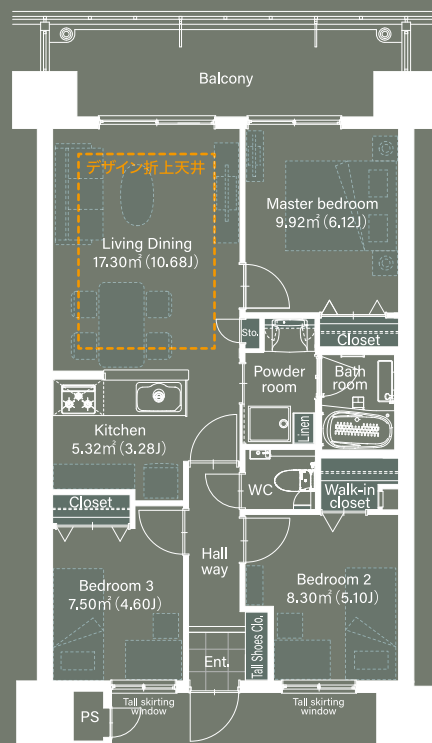 Balcony
デザイン折上天井
Living Dining
17.30㎡(10.68J)
Master bedroom
9.92㎡(6.12J)
Sto.
Closet
Powder
room
Bath
room
Linen
Kitchen
5.32㎡(3.28J)
WC
Walk-in
closet
Closet
Hall
way
Bedroom 3
7.50㎡(4.60J)
Bedroom 2
8.30㎡(5.10J)
Tall Shoes Clo.
Ent.
PS
Tall skirting
window
Tall skirting
window